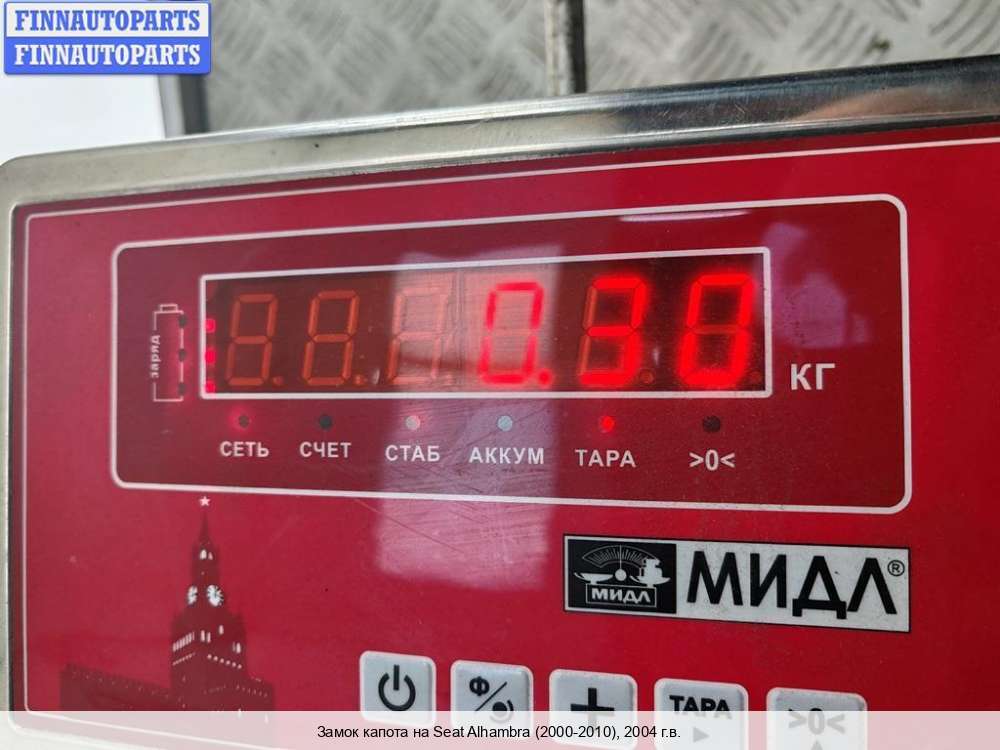 FINNAUTOPARTS
FINNAUTOPARTS
заряд
0.30
КГ
СЕТЬ СЧЕТ СТАБ АККУМ ТАРА >0<
МИДЛ
МИДЛ®
Ф
+
ТАРА
>0<
Замок капота на Seat Alhambra (2000-2010), 2004 г.в.